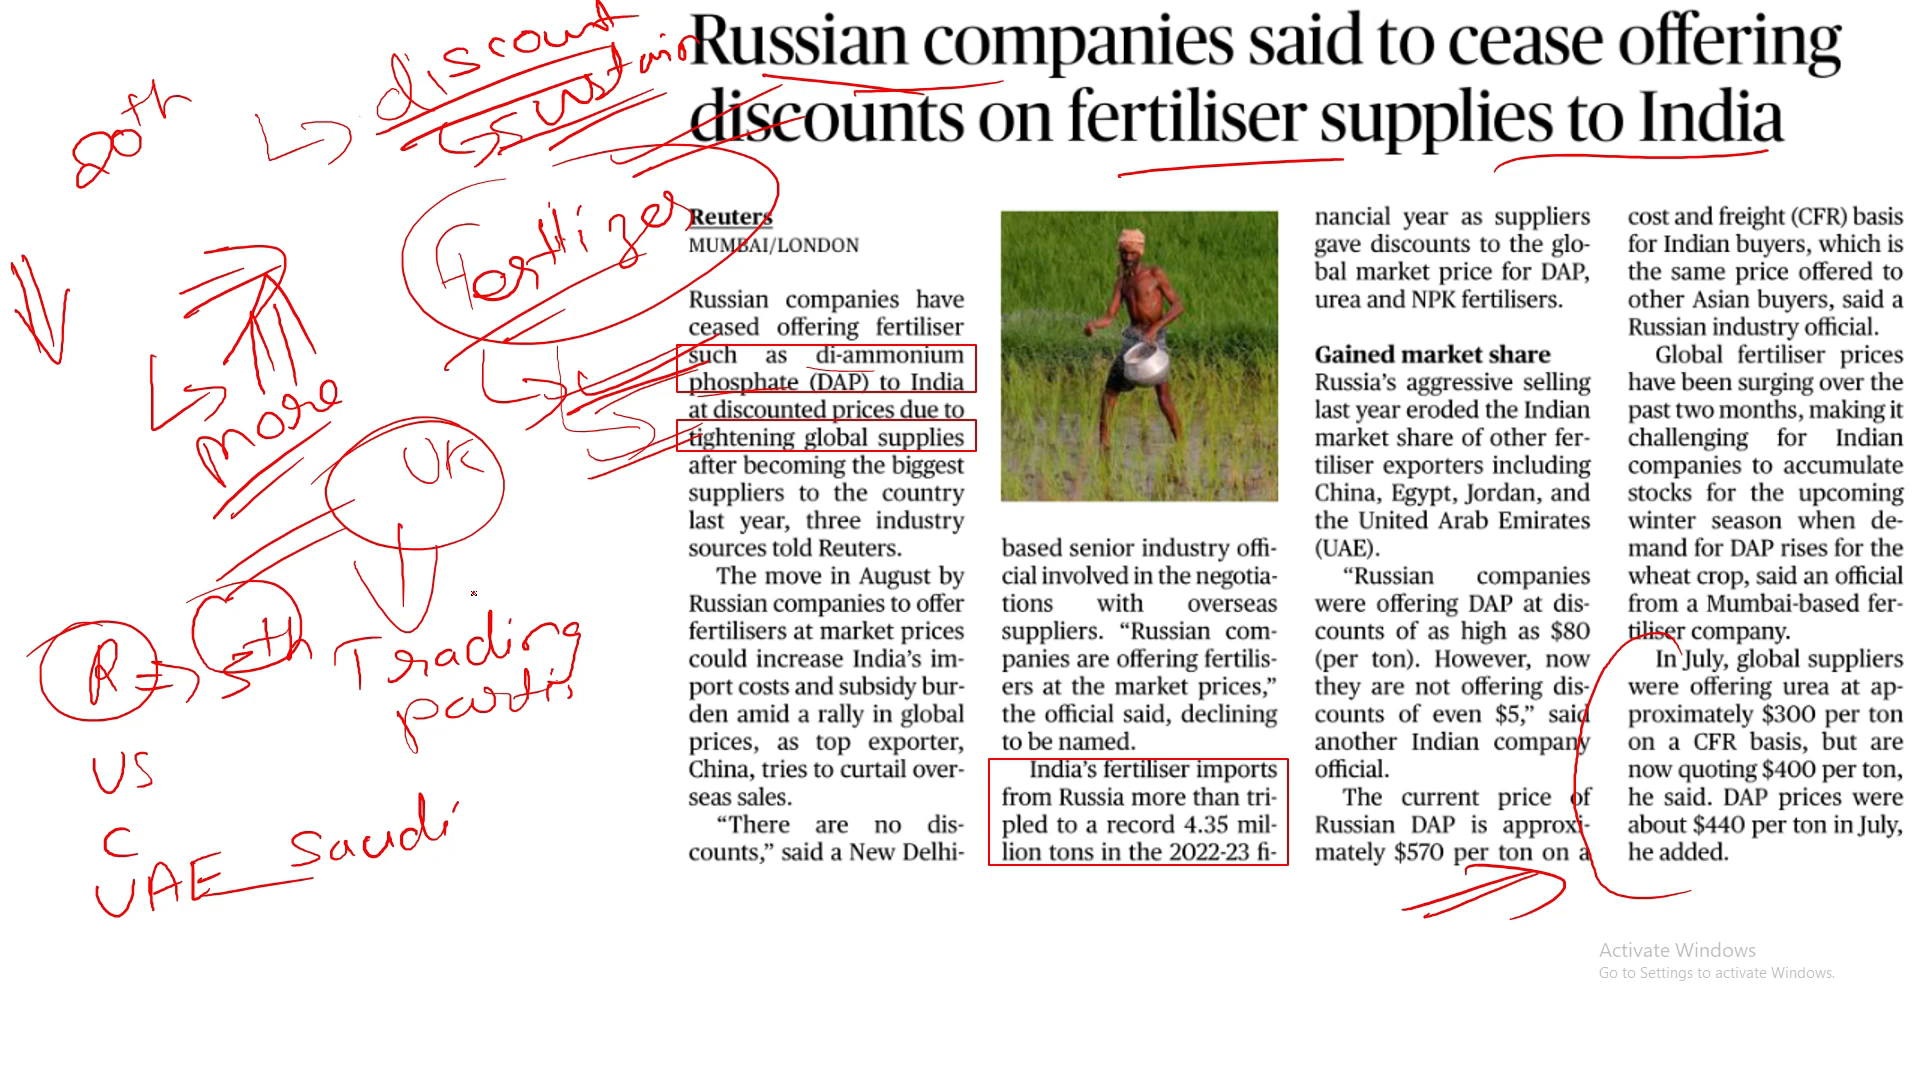 Russian companies said to cease offering
discounts on fertiliser supplies to India
Reuters
MUMBAI/LONDON
Russian companies have
ceased offering fertiliser
such as di-ammonium
phosphate (DAP) to India
at discounted prices due to
tightening global supplies
after becoming the biggest
suppliers to the country
last year, three industry
sources told Reuters.
The move in August by
Russian companies to offer
fertilisers at market prices
could increase India's im-
port costs and subsidy bur-
den amid a rally in global
prices, as top exporter,
China, tries to curtail over-
seas sales.
"There are no dis-
counts," said a New Delhi-
based senior industry offi-
cial involved in the negotia-
tions with overseas
suppliers. "Russian com-
panies are offering fertilis-
ers at the market prices,"
the official said, declining
to be named.
India's fertiliser imports
from Russia more than tri-
pled to a record 4.35 mil-
lion tons in the 2022-23 fi-
nancial year as suppliers
gave discounts to the glo-
bal market price for DAP,
urea and NPK fertilisers.
Gained market share
Russia's aggressive selling
last year eroded the Indian
market share of other fer-
tiliser exporters including
China, Egypt, Jordan, and
the United Arab Emirates
(UAE).
"Russian companies
were offering DAP at dis-
counts of as high as $80
(per ton). However, now
they are not offering dis-
counts of even $5," said
another Indian company
official.
The current price of
Russian DAP is approxi-
mately $570 per ton on a
cost and freight (CFR) basis
for Indian buyers, which is
the same price offered to
other Asian buyers, said a
Russian industry official.
Global fertiliser prices
have been surging over the
past two months, making it
challenging for Indian
companies to accumulate
stocks for the upcoming
winter season when de-
mand for DAP rises for the
wheat crop, said an official
from a Mumbai-based fer-
tiliser company.
In July, global suppliers
were offering urea at ap-
proximately $300 per ton
on a CFR basis, but are
now quoting $400 per ton,
he said. DAP prices were
about $440 per ton in July,
he added.
discount
sustain
20th
Fertilizer
more
UK
R 5th
Trading
US
C
UAE Saudi
Activate Windows
Go to Settings to activate Windows.